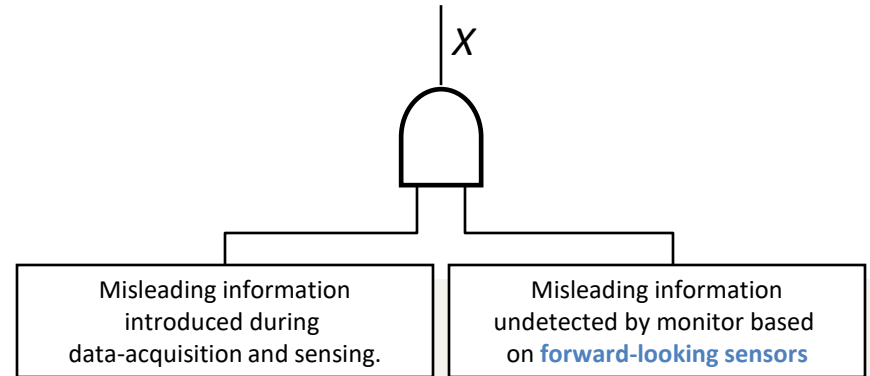 X
Misleading information
introduced during
data-acquisition and sensing.
Misleading information
undetected by monitor based
on forward-looking sensors